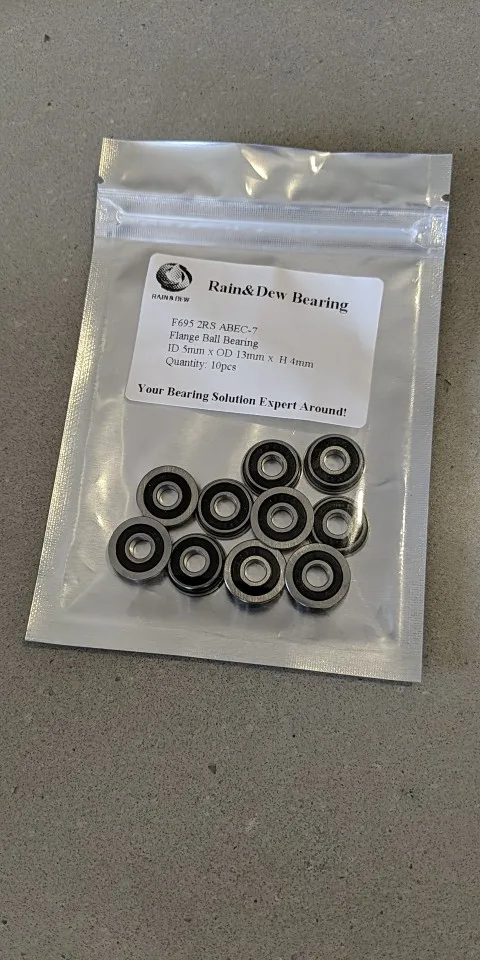 RAIN & DEW
Rain&Dew Bearing
F695 2RS ABEC-7
Flange Ball Bearing
ID 5mm x OD 13mm x H 4mm
Quantity: 10pcs
Your Bearing Solution Expert Around!